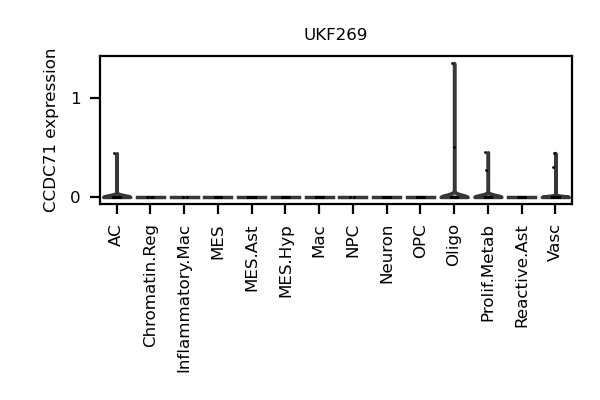 UKF269
CCDC71 expression
1
0
AC
Chromatin.Reg
Inflammatory.Mac
MES
MES.Ast
MES.Hyp
Mac
NPC
Neuron
OPC
Oligo
Prolif.Metab
Reactive.Ast
Vasc